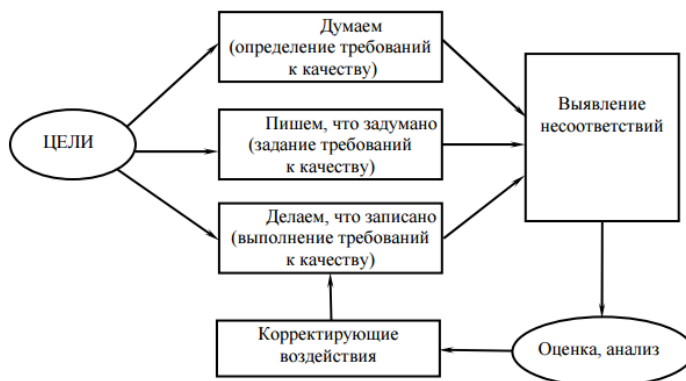 Думаем
(определение требований
к качеству)
ЦЕЛИ
Пишем, что задумано
(задание требований
к качеству)
Делаем, что записано
(выполнение требований
к качеству)
Выявление
несоответствий
Корректирующие
воздействия
Оценка, анализ